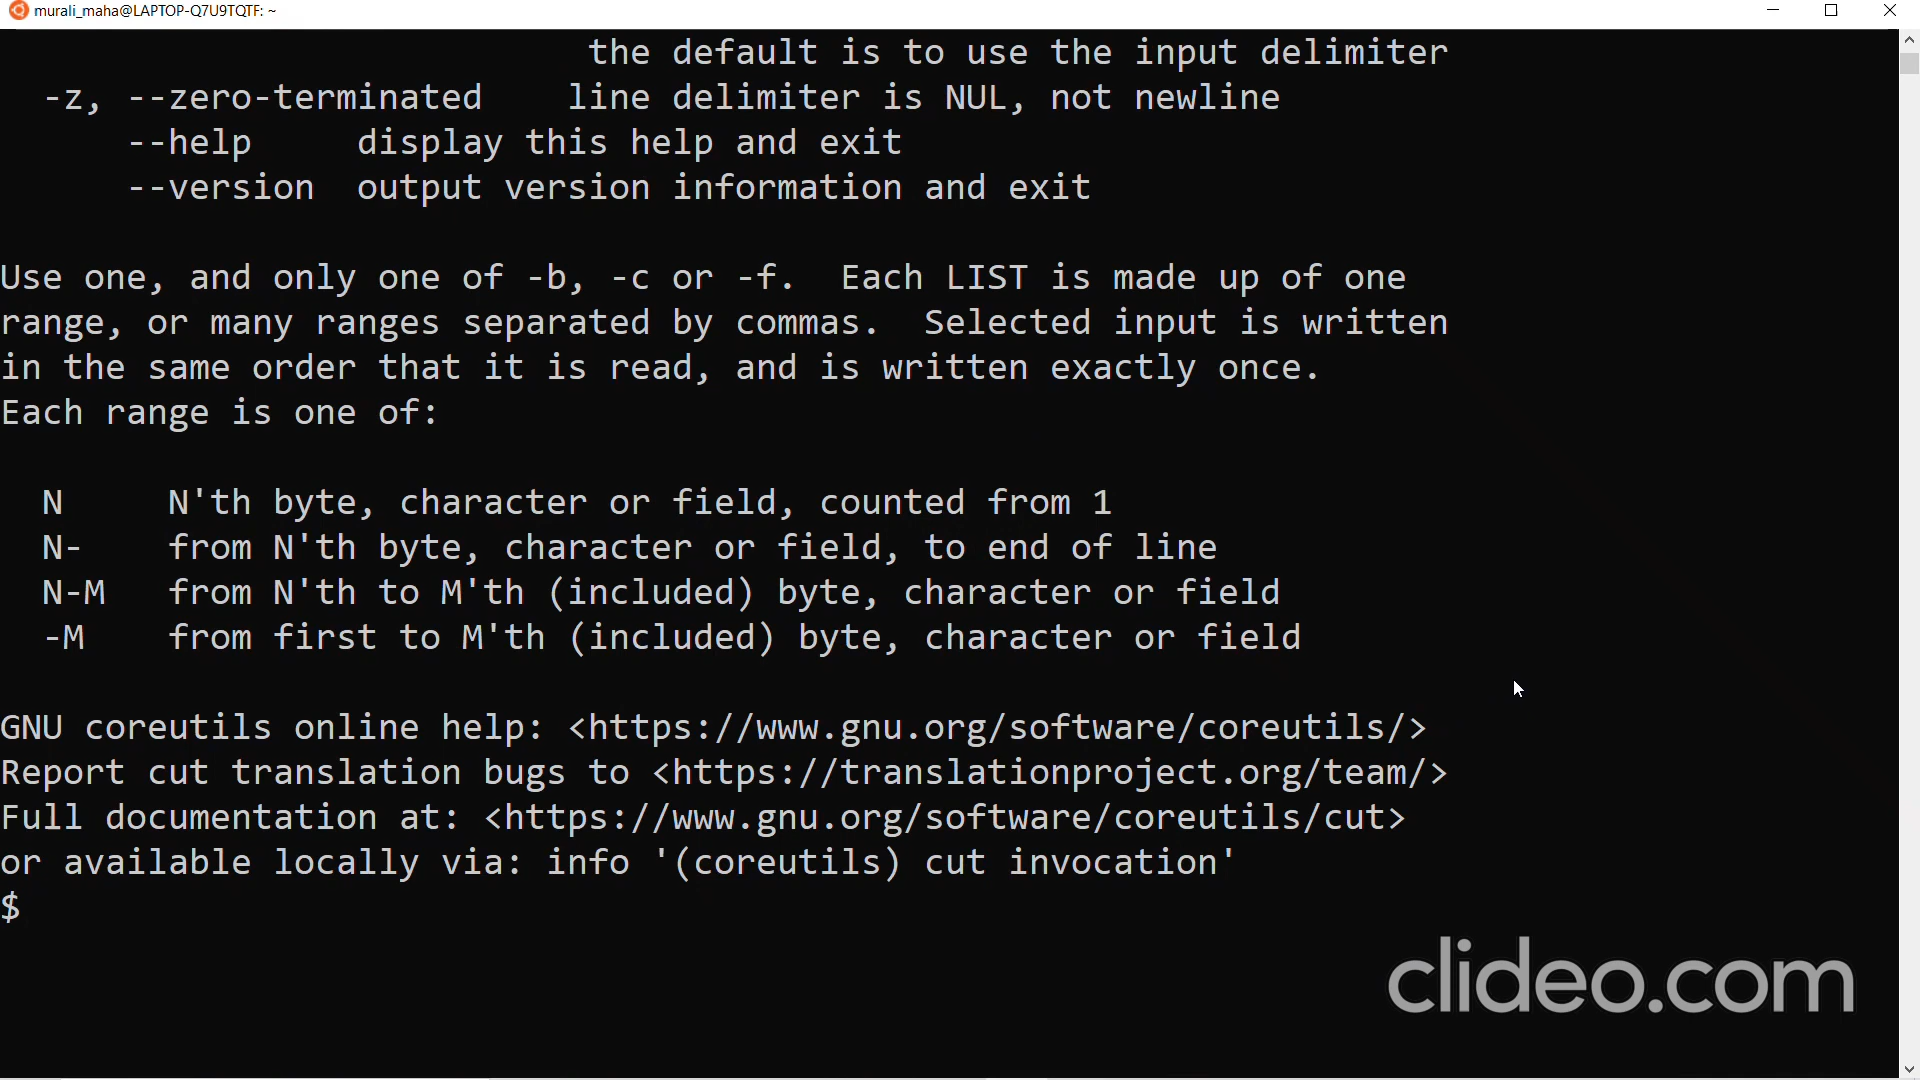 murali_maha@LAPTOP-Q7U9TQTF: ~
the default is to use the input delimiter
-z, --zero-terminated    line delimiter is NUL, not newline
--help     display this help and exit
--version  output version information and exit
Use one, and only one of -b, -c or -f.  Each LIST is made up of one
range, or many ranges separated by commas.  Selected input is written
in the same order that it is read, and is written exactly once.
Each range is one of:
N     N'th byte, character or field, counted from 1
N-    from N'th byte, character or field, to end of line
N-M   from N'th to M'th (included) byte, character or field
-M    from first to M'th (included) byte, character or field
GNU coreutils online help: <https://www.gnu.org/software/coreutils/>
Report cut translation bugs to <https://translationproject.org/team/>
Full documentation at: <https://www.gnu.org/software/coreutils/cut>
or available locally via: info '(coreutils) cut invocation'
$
clideo.com